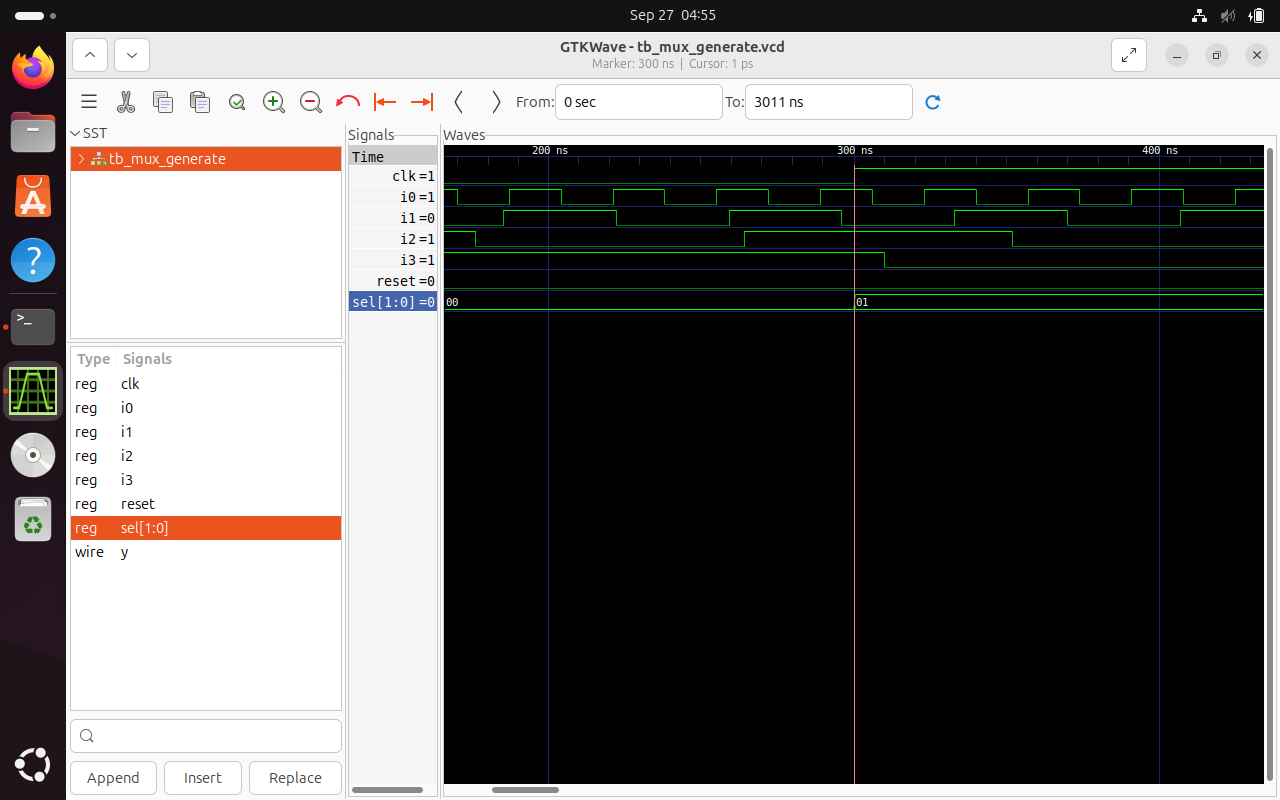 Sep 27 04:55
GTKWave - tb_mux_generate.vcd
Marker: 300 ns | Cursor: 1 ps
From: 0 sec To: 3011 ns
SST
tb_mux_generate
Type Signals
reg clk
reg i0
reg i1
reg i2
reg i3
reg reset
reg sel[1:0]
wire y
Append Insert Replace
Signals
Time
clk =1
i0 =1
i1 =0
i2 =1
i3 =1
reset =0
sel[1:0] =0
Waves
200 ns 300 ns 400 ns
00 01